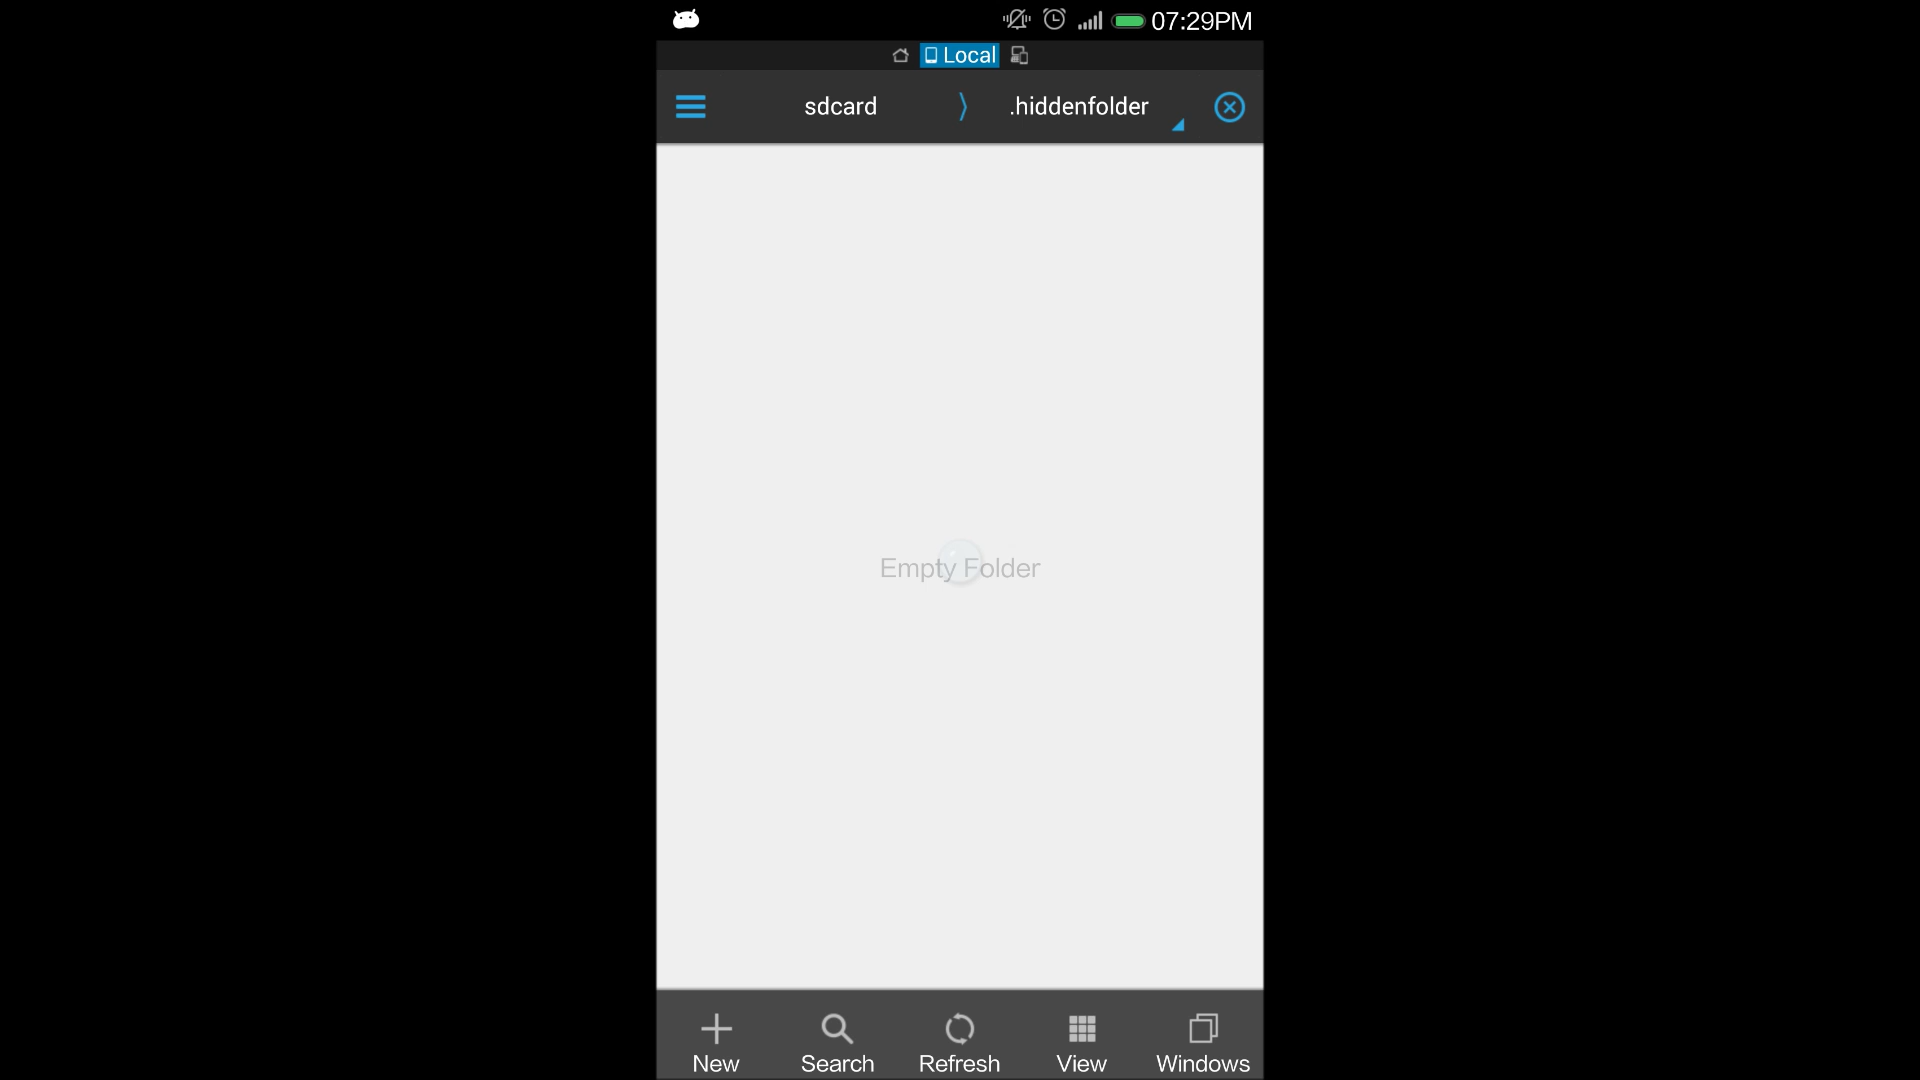 07:29PM
Local
sdcard
.hiddenfolder
Empty Folder
New
Search
Refresh
View
Windows